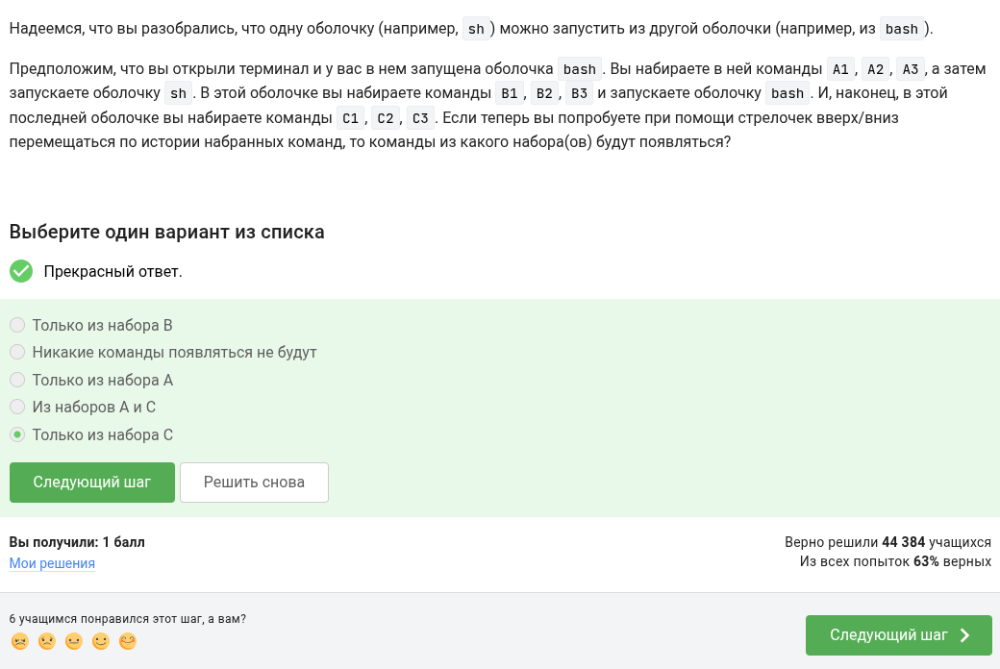 Надеемся, что вы разобрались, что одну оболочку (например, sh) можно запустить из другой оболочки (например, из bash).
Предположим, что вы открыли терминал и у вас в нем запущена оболочка bash. Вы набираете в ней команды A1, A2, A3, а затем
запускаете оболочку sh. В этой оболочке вы набираете команды B1, B2, B3 и запускаете оболочку bash. И, наконец, в этой
последней оболочке вы набираете команды C1, C2, C3. Если теперь вы попробуете при помощи стрелочек вверх/вниз
перемещаться по истории набранных команд, то команды из какого набора(ов) будут появляться?
Выберите один вариант из списка
Прекрасный ответ.
Только из набора B
Никакие команды появляться не будут
Только из набора A
Из наборов A и C
Только из набора C
Следующий шаг Решить снова
Вы получили: 1 балл
Мои решения
Верно решили 44 384 учащихся
Из всех попыток 63% верных
6 учащимся понравился этот шаг, а вам?
Следующий шаг